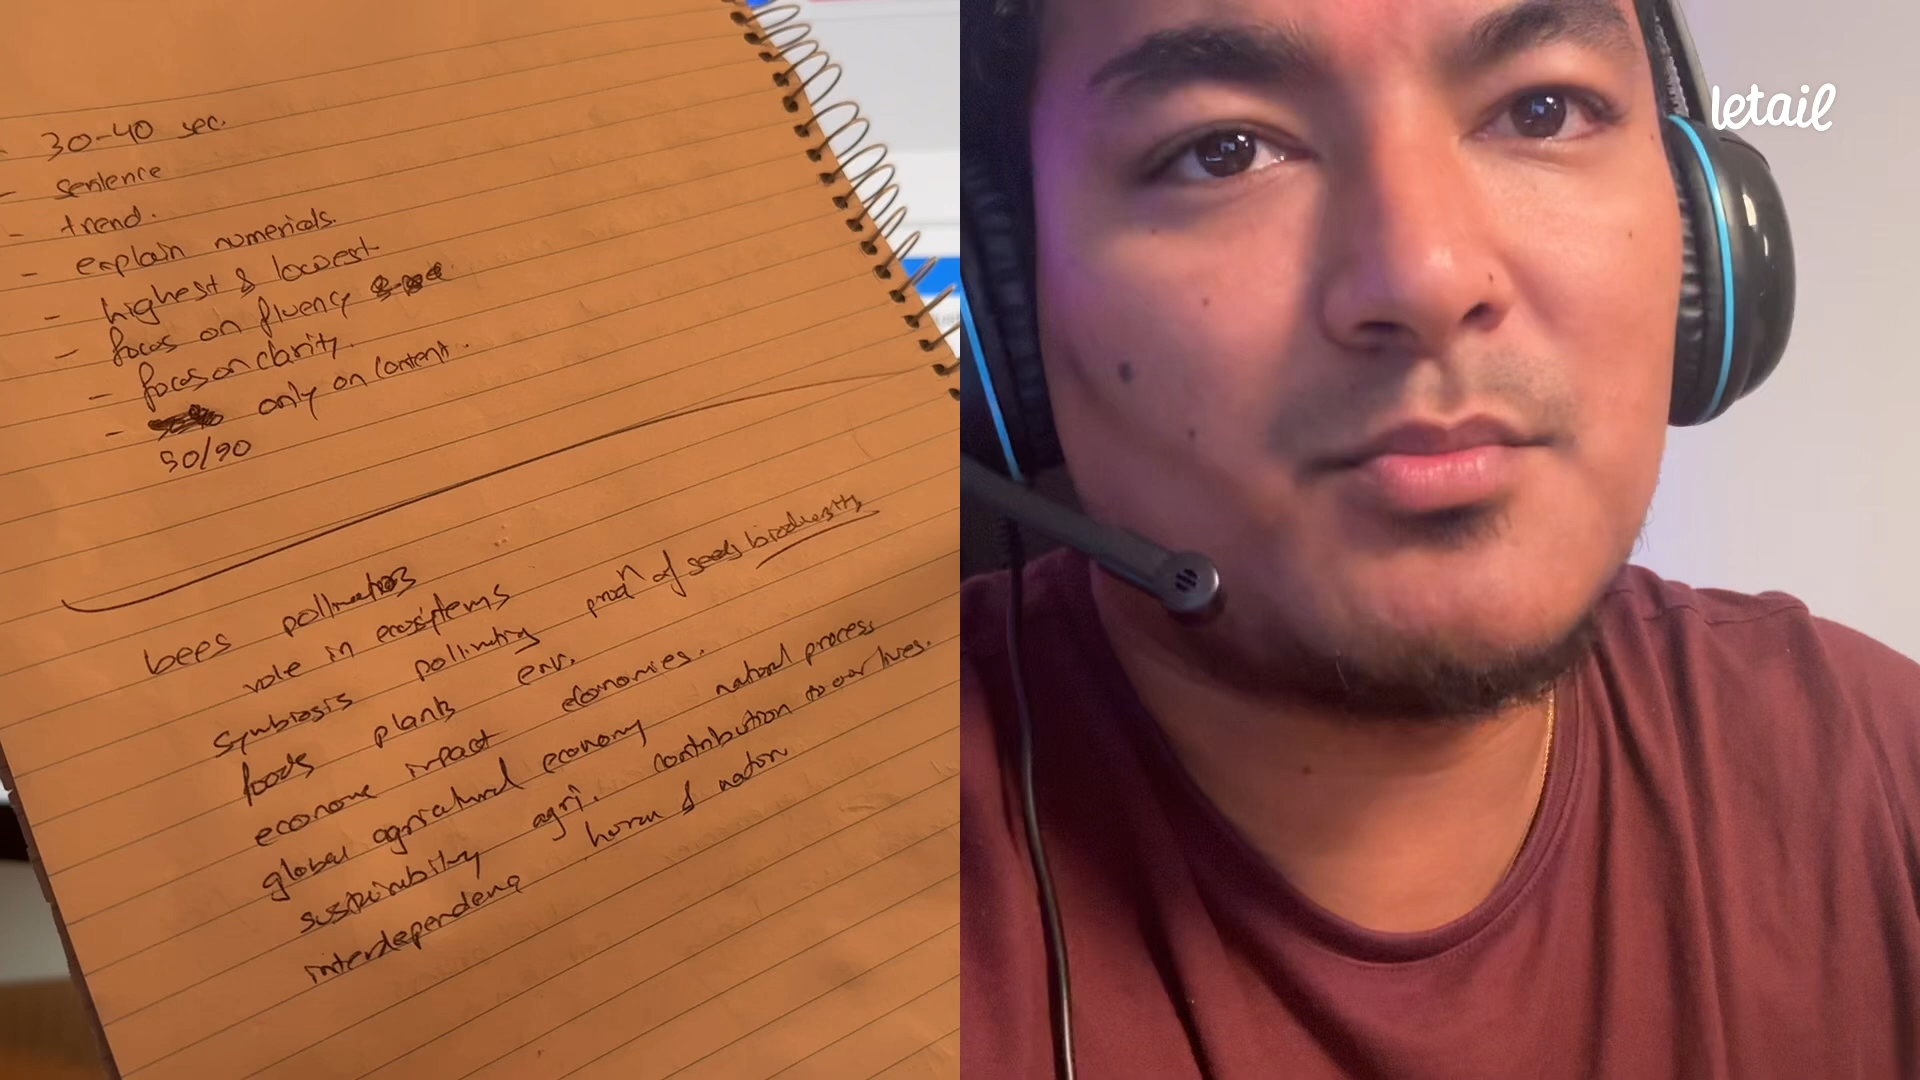 - 30-40 sec.
- sentence
- trend.
- explain numericals.
- highest & lowest
- focus on fluency
- focus on clarity.
- only on content.
50/90
bees pollinators
role in ecosystems
symbiosis pollinating prodⁿ of seeds biodiversity
foods plants env.
economic impact economies.
global agricultural economy natural process
sustainability agri. contribution to our lives.
interdependence human & nation
letail